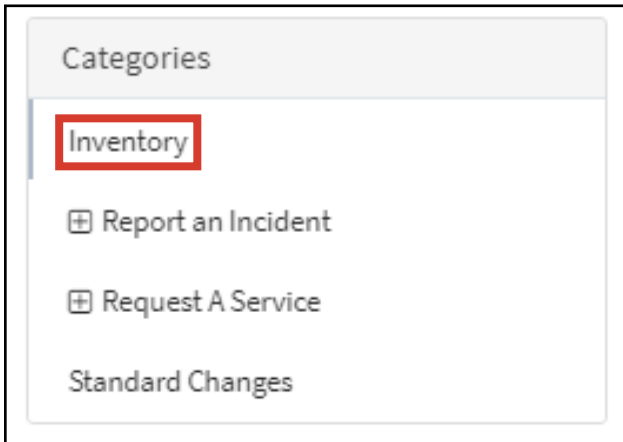 Categories
Inventory
Report an Incident
Request A Service
Standard Changes